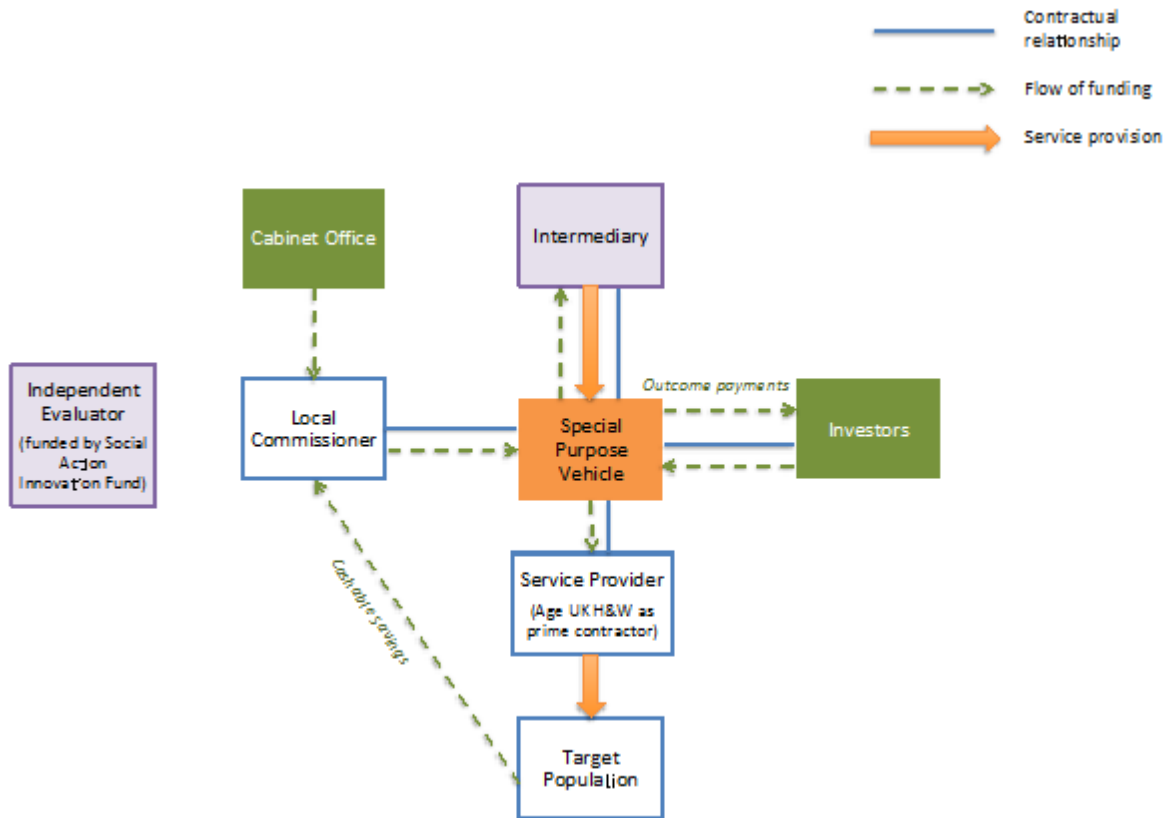 Contractual
relationship
Flow of funding
Service provision
Cabinet Office
Intermediary
Independent
Evaluator
(funded by Social
Action
Innovation Fund)
Local
Commissioner
Special
Purpose
Vehicle
Outcome payments
Investors
Cashable Savings
Service Provider
(Age UK H&W as
prime contractor)
Target
Population